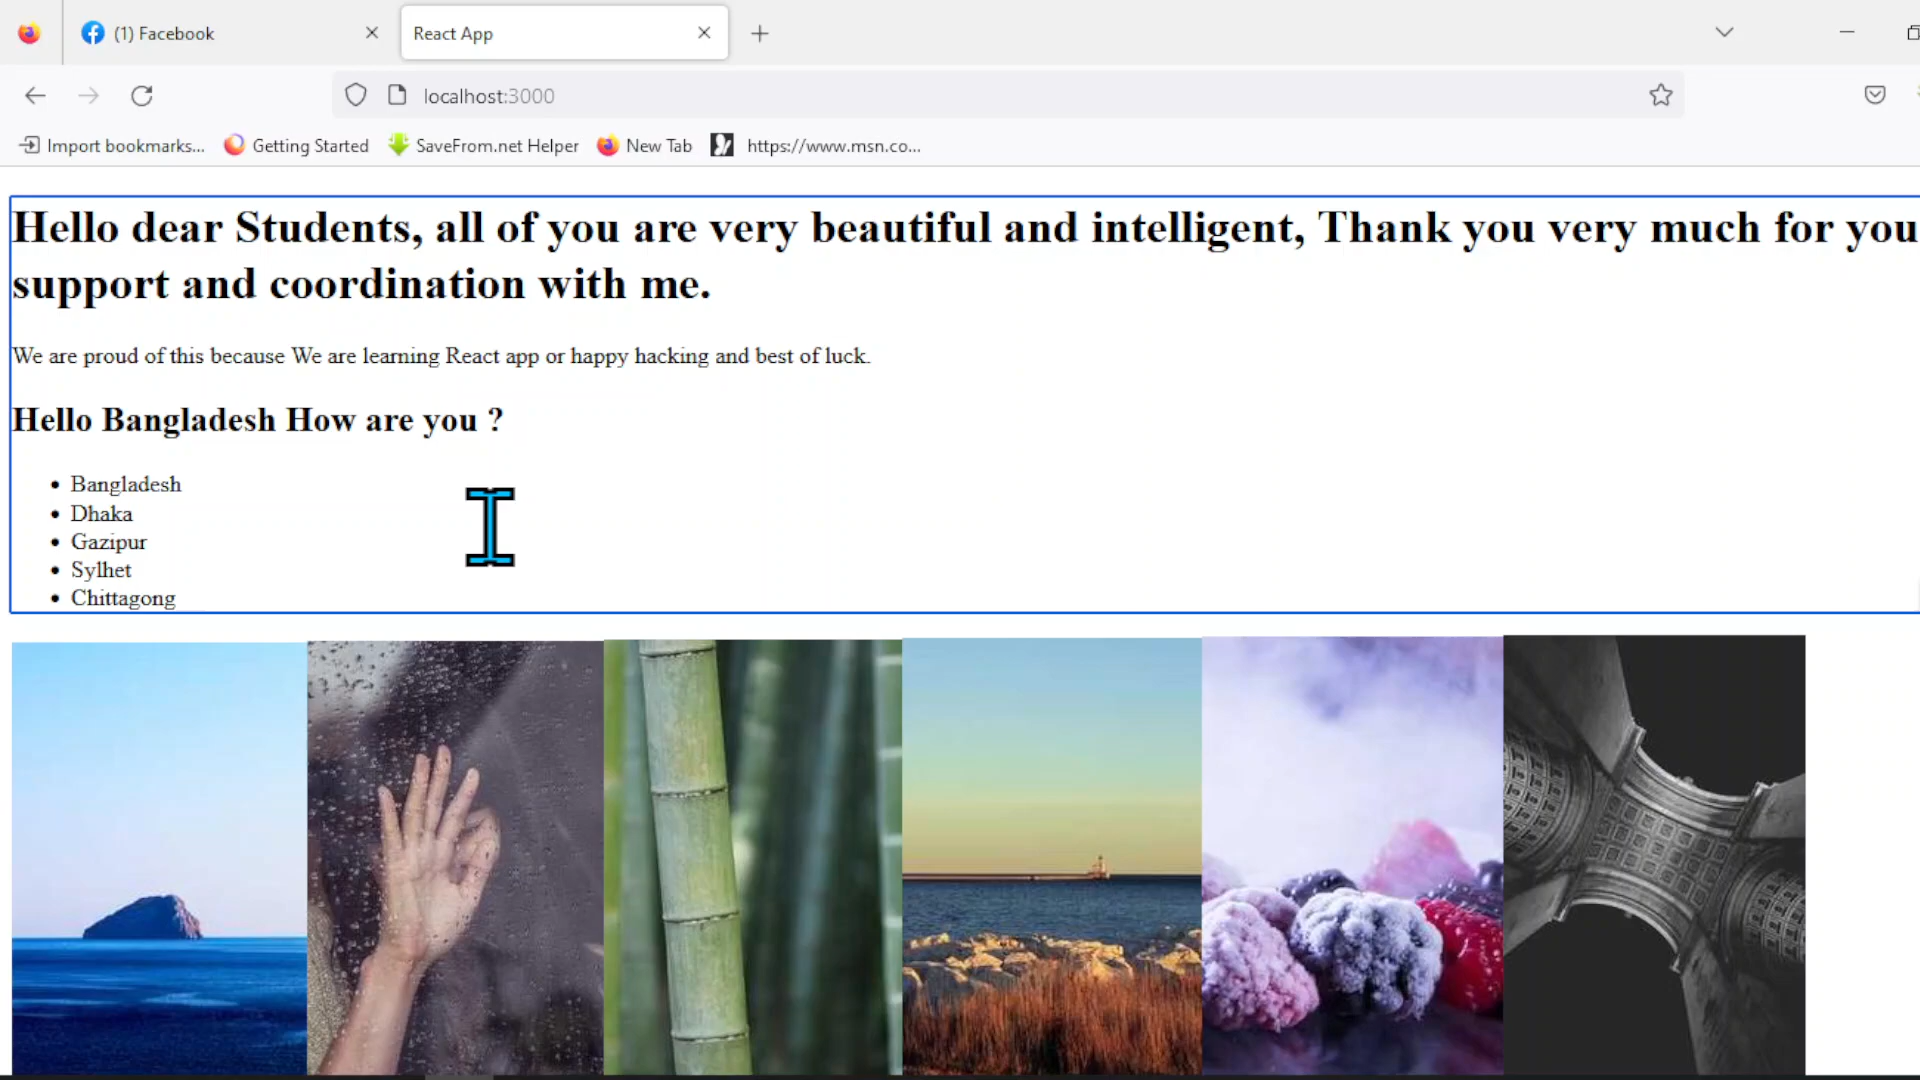 (1) Facebook
React App
localhost:3000
Import bookmarks...
Getting Started
SaveFrom.net Helper
New Tab
https://www.msn.co...
Hello dear Students, all of you are very beautiful and intelligent, Thank you very much for you
support and coordination with me.
We are proud of this because We are learning React app or happy hacking and best of luck.
Hello Bangladesh How are you ?
Bangladesh
Dhaka
Gazipur
Sylhet
Chittagong